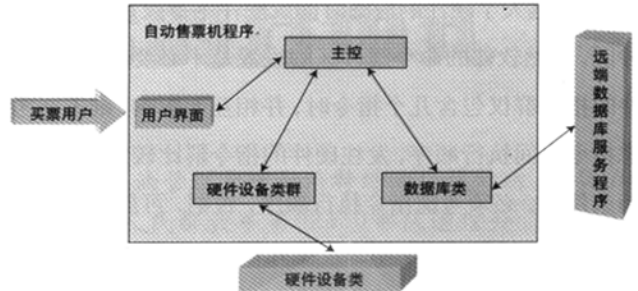 自动售票机程序
主控
买票用户
用户界面
硬件设备类群
数据库类
远端数据库服务程序
硬件设备类